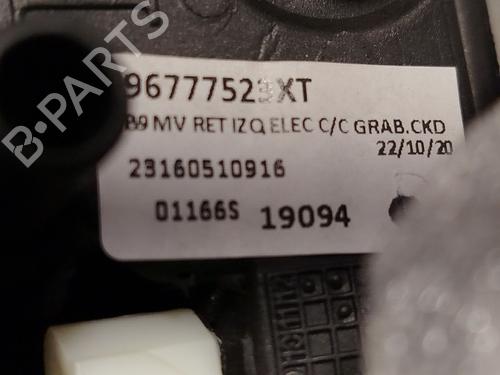 B-PARTS
96777523XT
B9 MV RET IZQ ELEC C/C GRAB.CKD
22/10/20
23160510916
01166S 19094